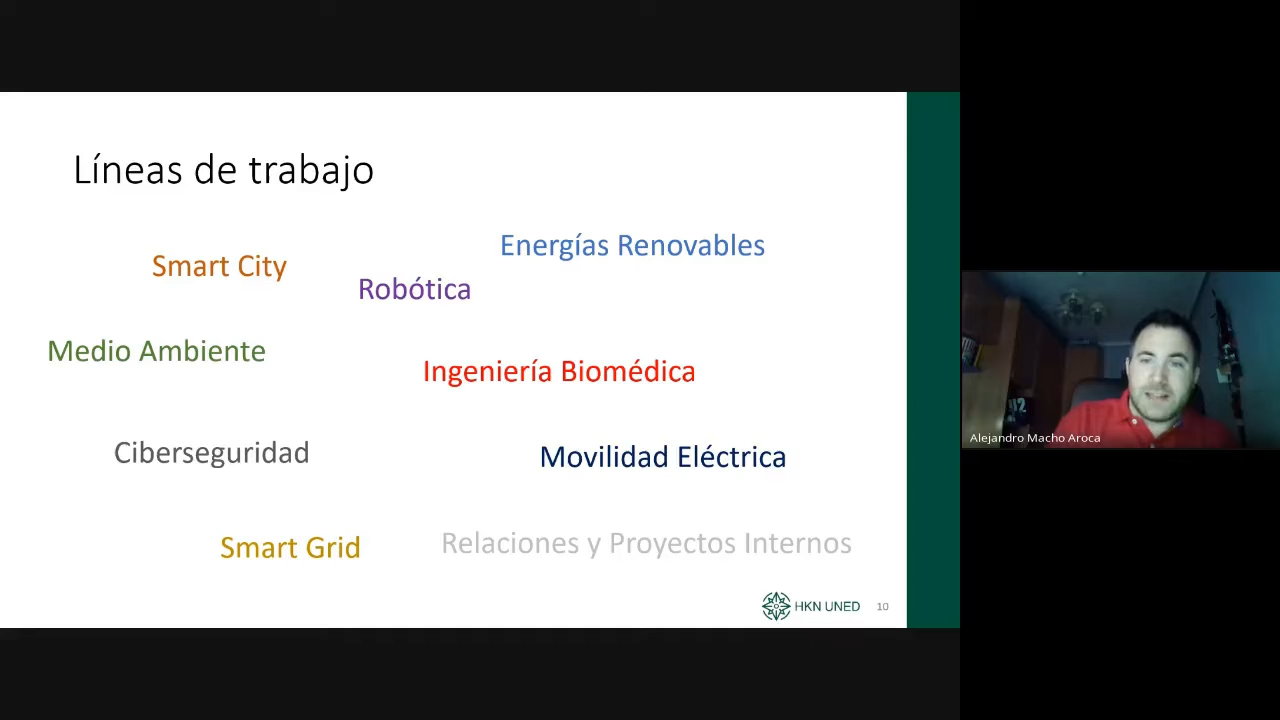 Líneas de trabajo
Energías Renovables
Smart City
Robótica
Medio Ambiente
Ingeniería Biomédica
Ciberseguridad
Movilidad Eléctrica
Smart Grid
Relaciones y Proyectos Internos
HKN UNED 10
Alejandro Macho Aroca